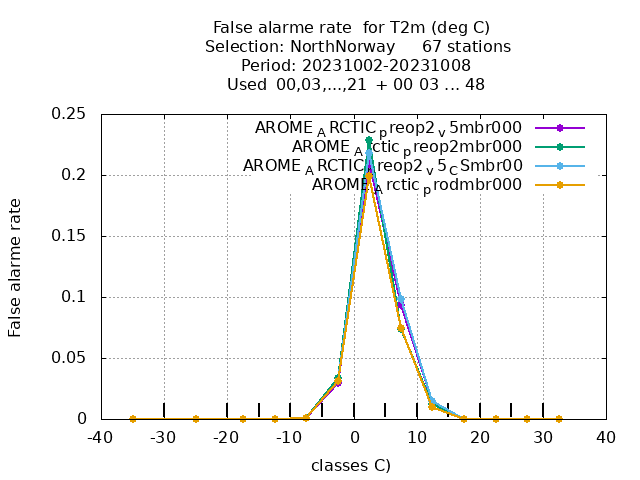 False alarme rate  for T2m (deg C)
Selection: NorthNorway     67 stations
Period: 20231002-20231008
Used  00,03,...,21  + 00 03 ... 48
AROME_ARCTIC_preop2_v5mbr000
AROME_Arctic_preop2mbr000
AROME_ARCTIC_preop2_v5_CSmbr00
AROME_Arctic_prodmbr000
False alarme rate
0.25
0.2
0.15
0.1
0.05
0
-40 -30 -20 -10 0 10 20 30 40
classes C)